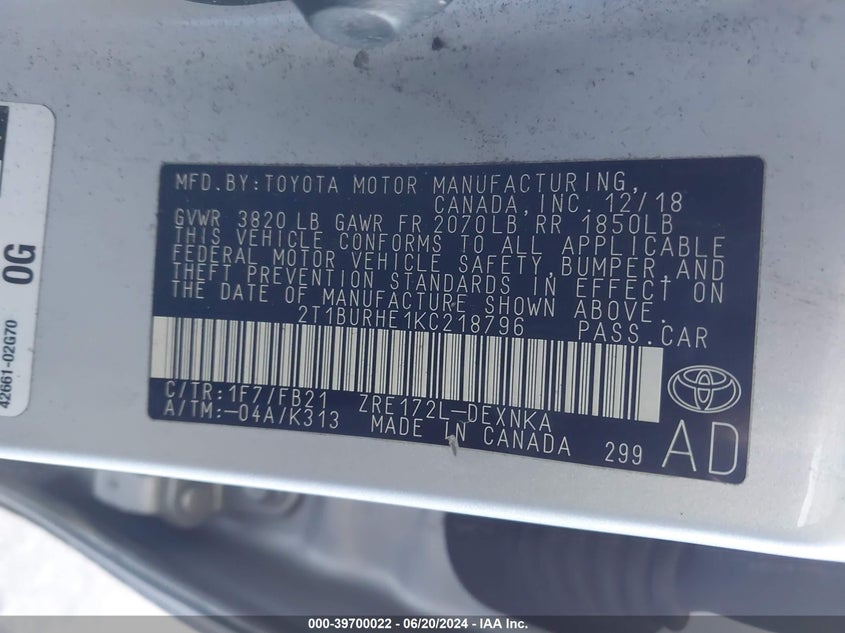 MFD.BY:TOYOTA MOTOR MANUFACTURING,
CANADA, INC. 12/18
GVWR 3820 LB GAWR FR 2070LB RR 1850LB
THIS VEHICLE CONFORMS TO ALL APPLICABLE
FEDERAL MOTOR VEHICLE SAFETY, BUMPER, AND
THEFT PREVENTION STANDARDS IN EFFECT ON
THE DATE OF MANUFACTURE SHOWN ABOVE.
2T1BURHE1KC218796 PASS.CAR
C/TR:1F7/FB21 ZRE172L-DEXNKA
A/TM:-04A/K313 MADE IN CANADA 299 AD
42661-02G70
0G
000-39700022 - 06/20/2024 - IAA Inc.